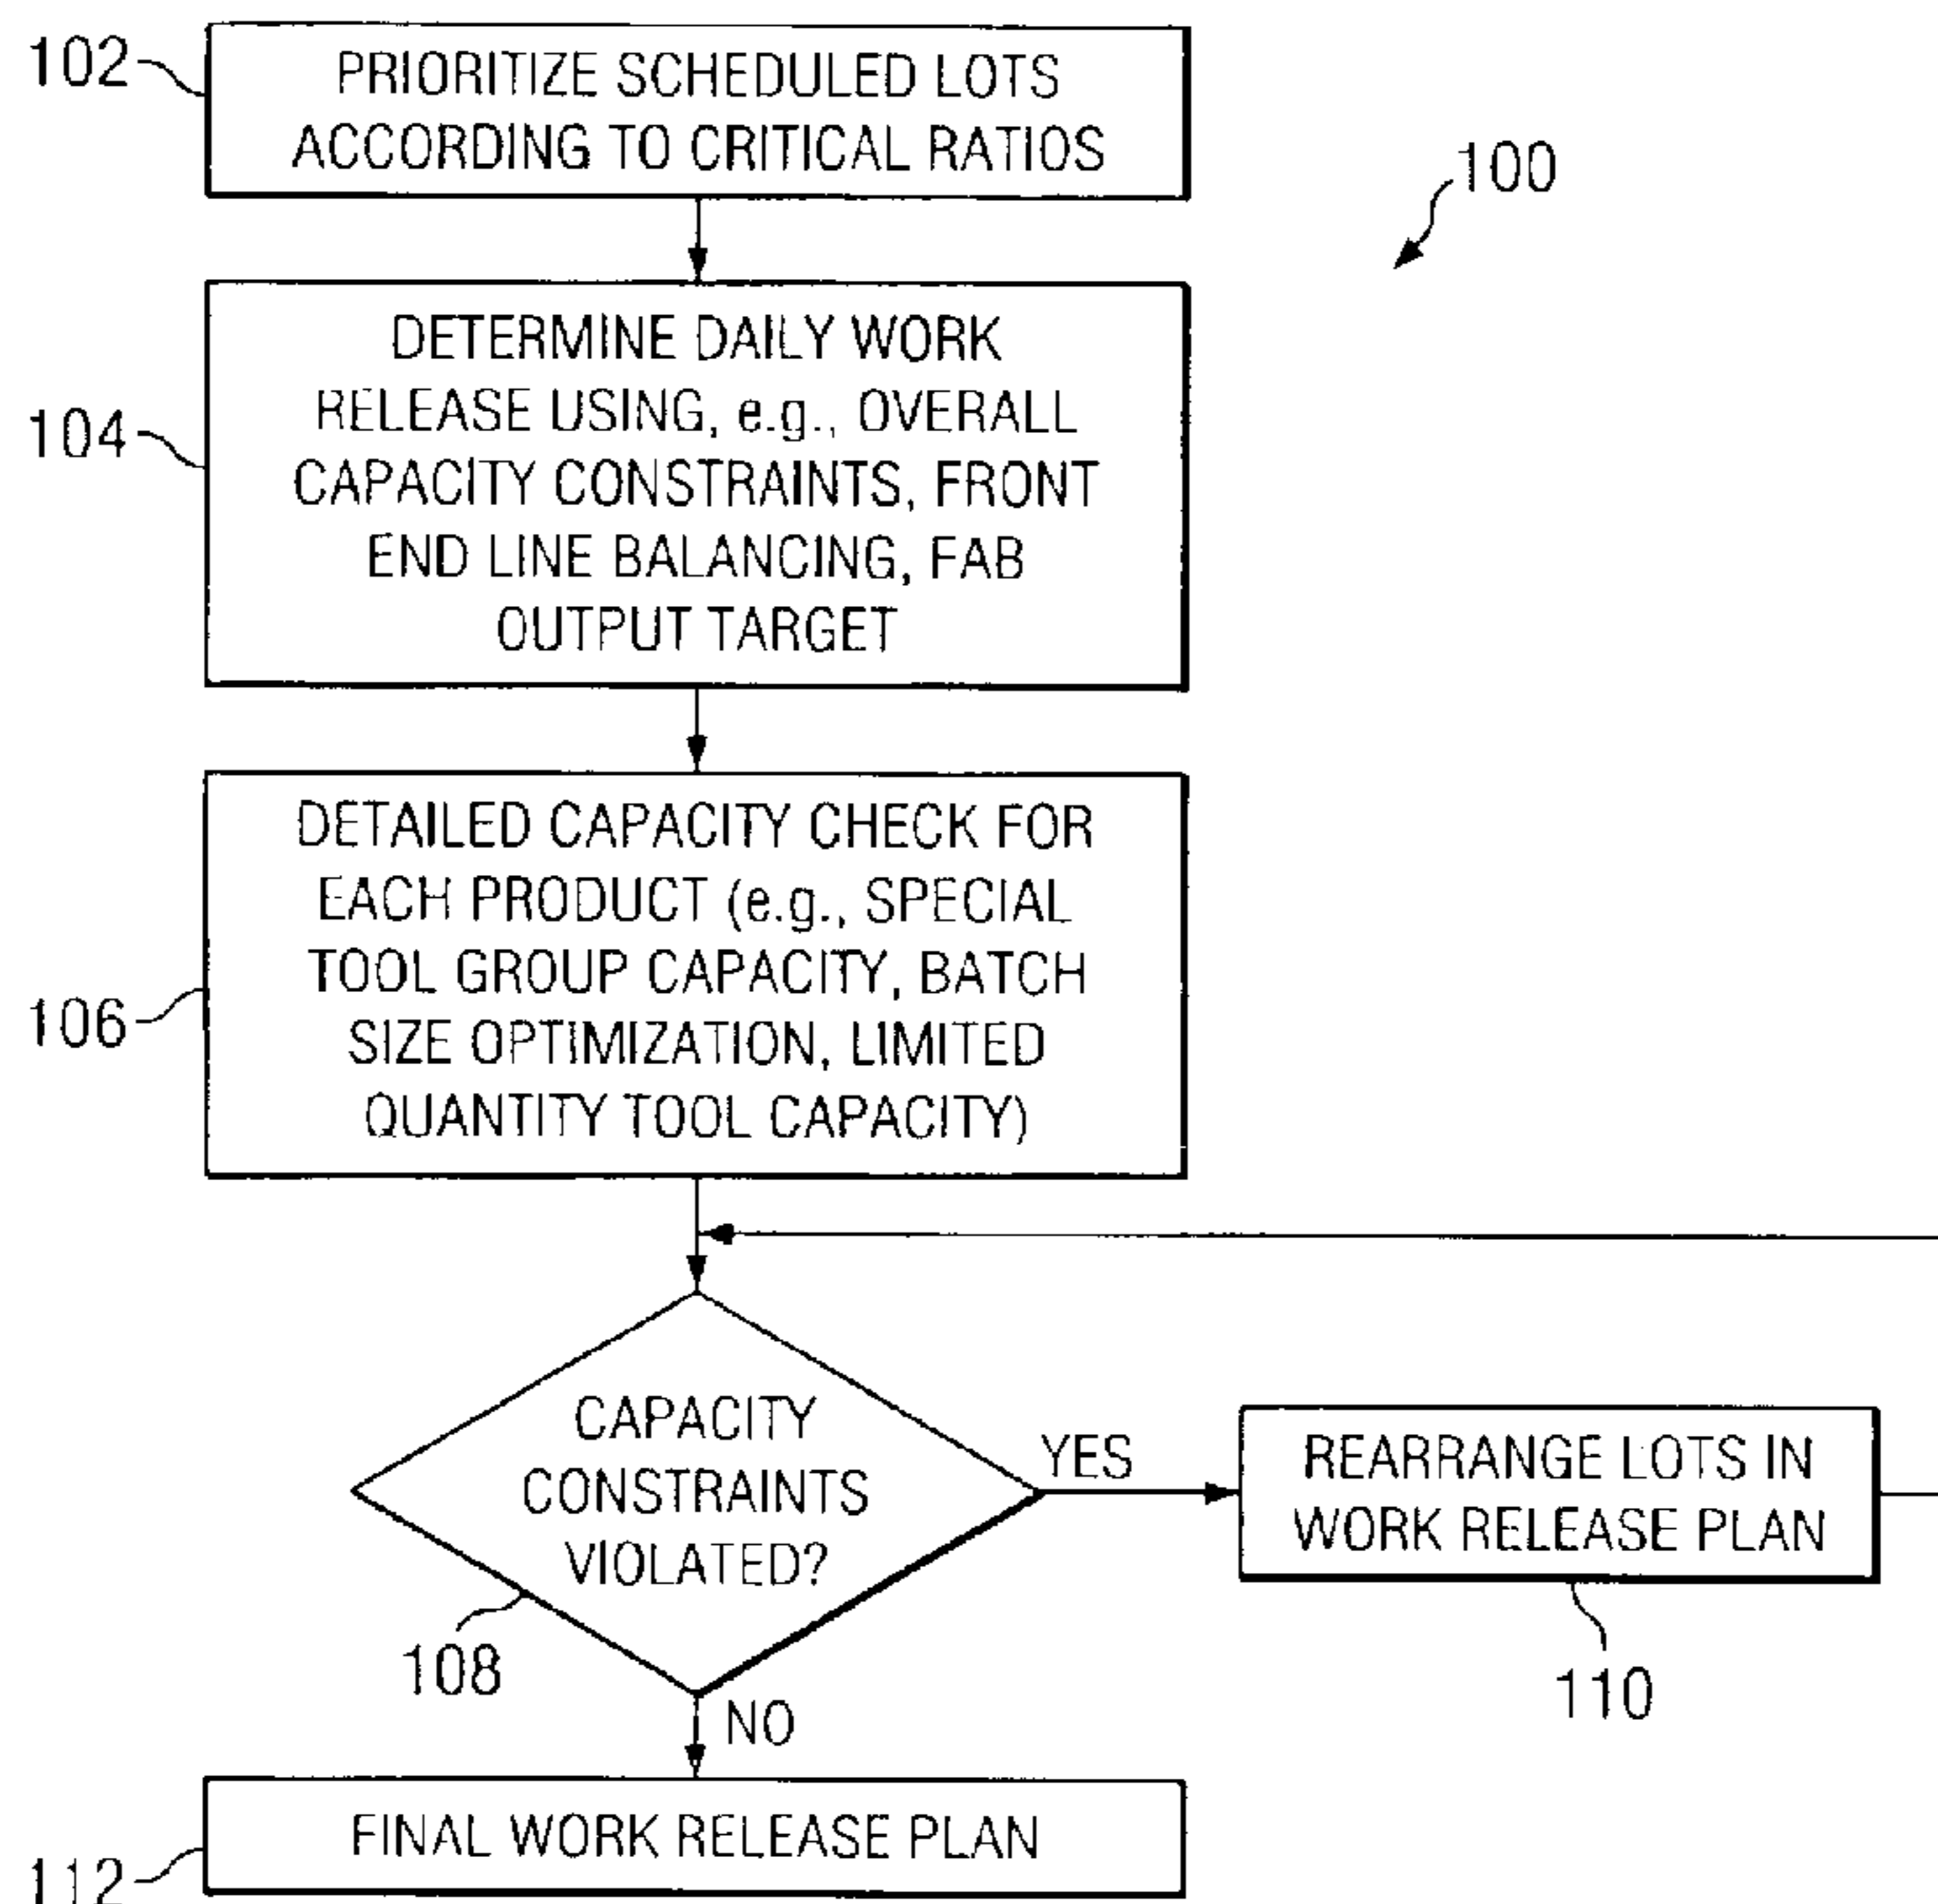 102
PRIORITIZE SCHEDULED LOTS
ACCORDING TO CRITICAL RATIOS
100
104
DETERMINE DAILY WORK
RELEASE USING, e.g., OVERALL
CAPACITY CONSTRAINTS, FRONT
END LINE BALANCING, FAB
OUTPUT TARGET
106
DETAILED CAPACITY CHECK FOR
EACH PRODUCT (e.g., SPECIAL
TOOL GROUP CAPACITY, BATCH
SIZE OPTIMIZATION, LIMITED
QUANTITY TOOL CAPACITY)
CAPACITY
CONSTRAINTS
VIOLATED?
108
YES
REARRANGE LOTS IN
WORK RELEASE PLAN
110
NO
FINAL WORK RELEASE PLAN
112